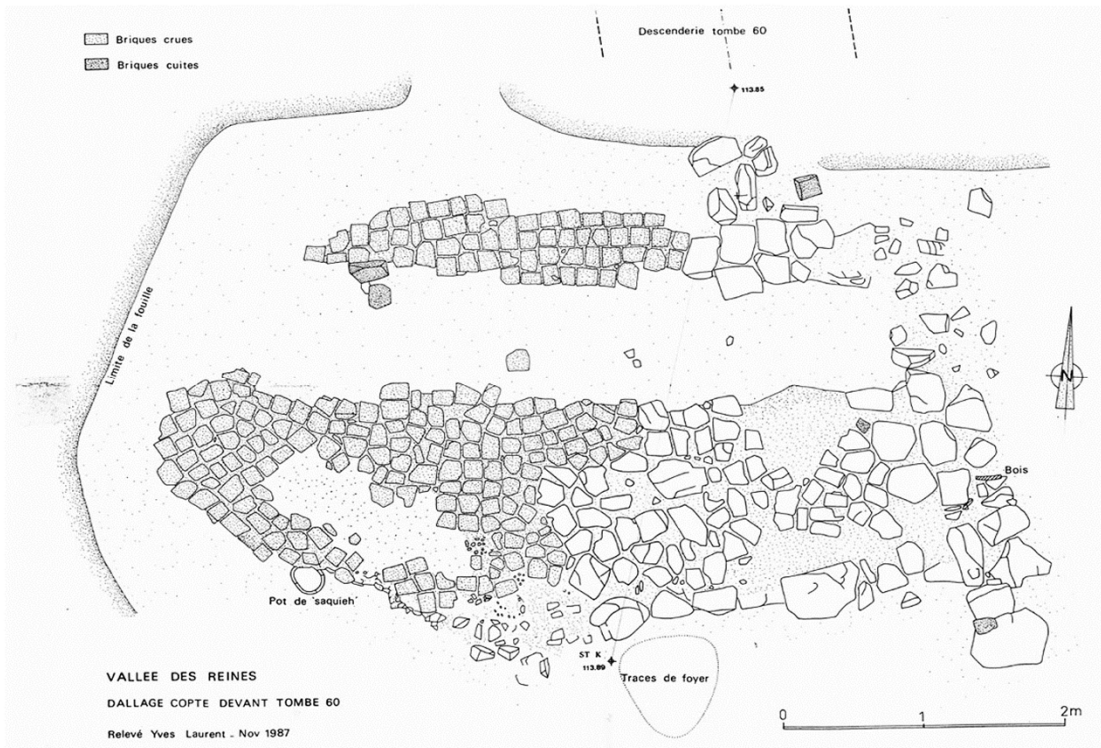 Briques crues
Briques cuites
Descenderie tombe 60
113.85
Limite de la fouille
N
Bois
Pot de 'saquieh'
ST K
113.89
Traces de foyer
VALLEE DES REINES
DALLAGE COPTE DEVANT TOMBE 60
Relevé Yves Laurent _ Nov 1987
0 1 2m